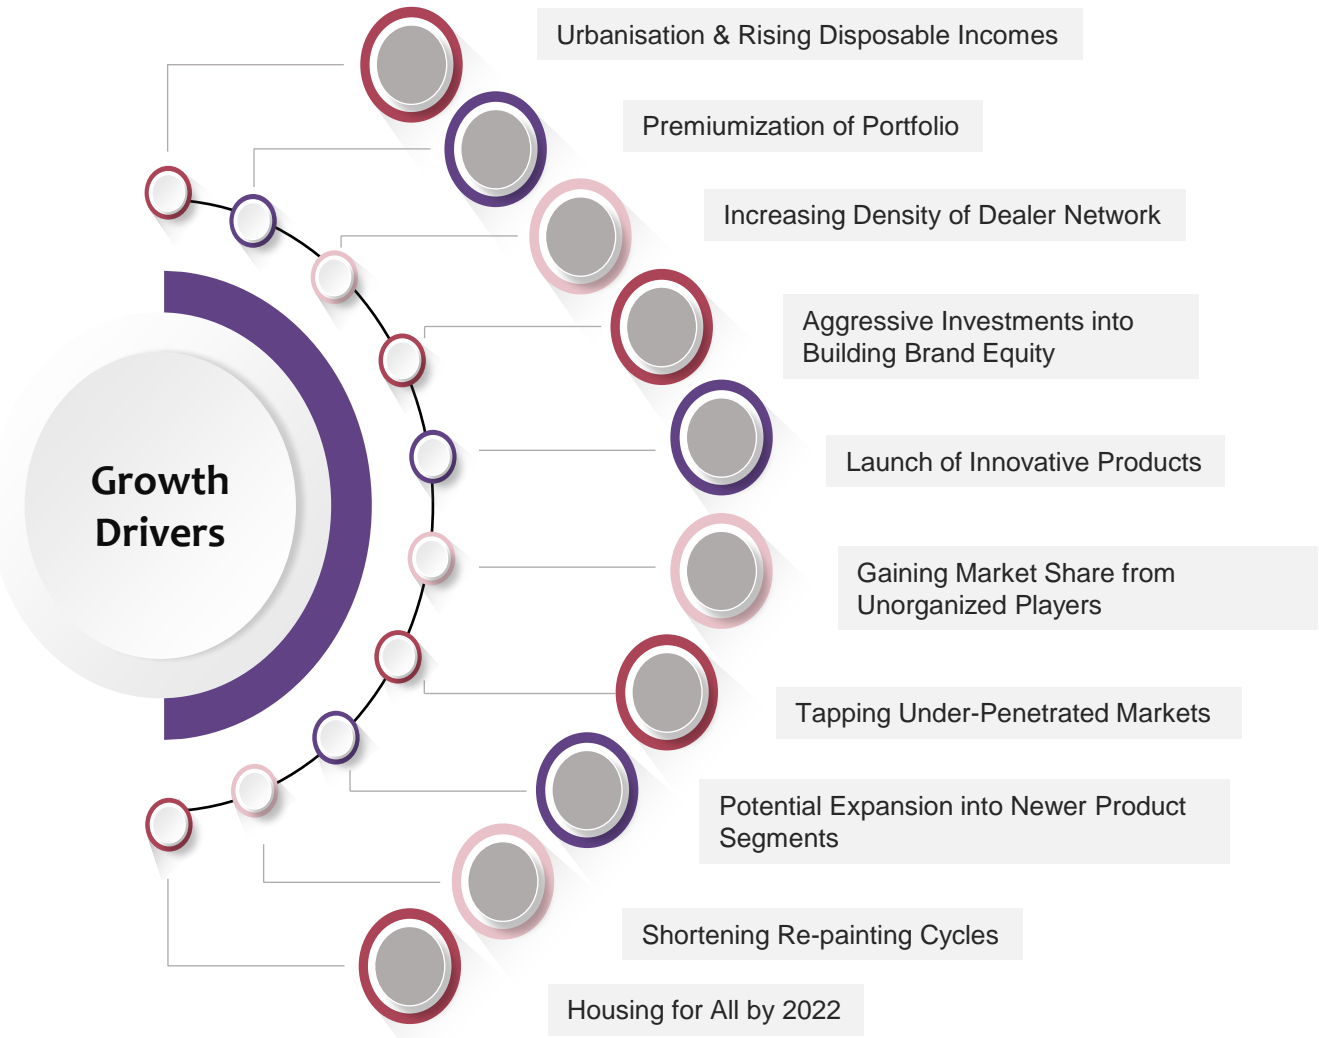 Urbanisation & Rising Disposable Incomes
Premiumization of Portfolio
Increasing Density of Dealer Network
Aggressive Investments into
Building Brand Equity
Launch of Innovative Products
Growth
Drivers
Gaining Market Share from
Unorganized Players
Tapping Under-Penetrated Markets
Potential Expansion into Newer Product
Segments
Shortening Re-painting Cycles
Housing for All by 2022